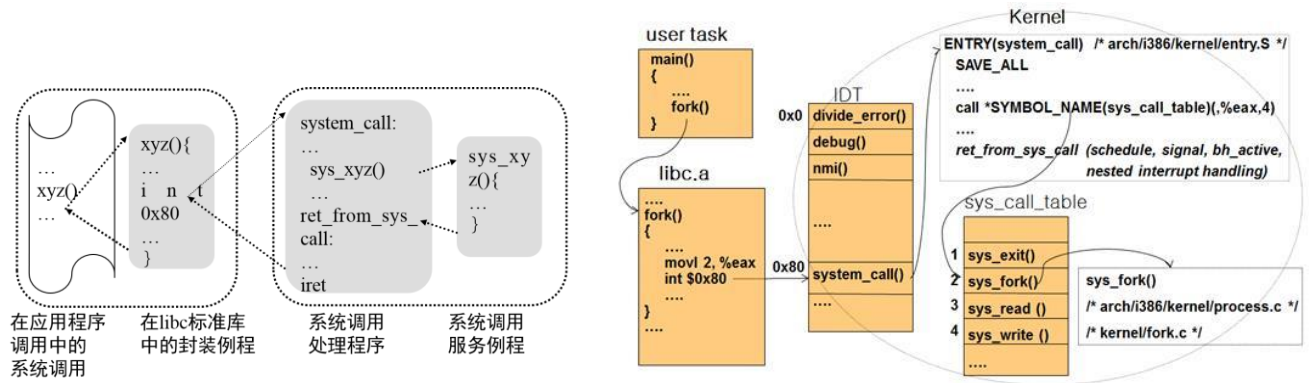 xyz()
…
…
xyz(){
…
i n t
0x80
…
}
system_call:
…
sys_xyz()
…
ret_from_sys_
call:
…
iret
sys_xy
z(){
…
}
在应用程序
调用中的
系统调用
在libc标准库
中的封装例程
系统调用
处理程序
系统调用
服务例程
user task
main()
{
….
fork()
}
libc.a
….
fork()
{
….
movl 2, %eax
int $0x80
….
}
….
IDT
0x0
divide_error()
debug()
nmi()
….
0x80
system_call()
….
Kernel
ENTRY(system_call) /* arch/i386/kernel/entry.S */
SAVE_ALL
….
call *SYMBOL_NAME(sys_call_table)(,%eax,4)
….
ret_from_sys_call (schedule, signal, bh_active,
nested interrupt handling)
sys_call_table
1 sys_exit()
2 sys_fork()
3 sys_read ()
4 sys_write ()
….
sys_fork()
/* arch/i386/kernel/process.c */
/* kernel/fork.c */